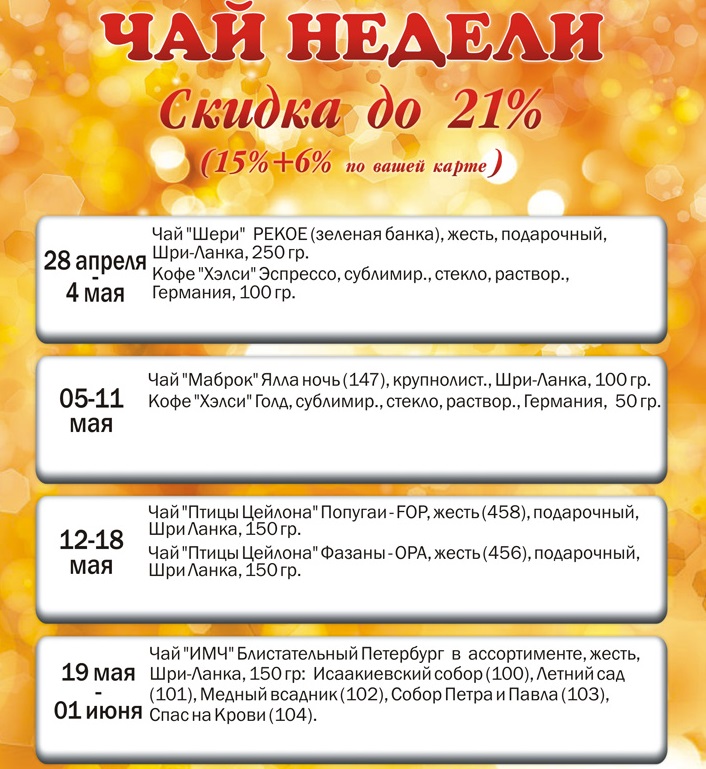 ЧАЙ НЕДЕЛИ
Скидка до 21%
(15%+6% по вашей карте)
28 апреля
-
4 мая
Чай "Шери" РЕКОЕ (зеленая банка), жесть, подарочный,
Шри-Ланка, 250 гр.
Кофе "Хэлси" Эспрессо, сублимир., стекло, раствор.,
Германия, 100 гр.
05-11
мая
Чай "Маброк" Ялла ночь (147), крупнолист., Шри-Ланка, 100 гр.
Кофе "Хэлси" Голд, сублимир., стекло, раствор., Германия, 50 гр.
12-18
мая
Чай "Птицы Цейлона" Попугаи - FOP, жесть (458), подарочный,
Шри Ланка, 150 гр.
Чай "Птицы Цейлона" Фазаны - OPA, жесть (456), подарочный,
Шри Ланка, 150 гр.
19 мая
-
01 июня
Чай "ИМЧ" Блистательный Петербург в ассортименте, жесть,
Шри-Ланка, 150 гр: Исаакиевский собор (100), Летний сад
(101), Медный всадник (102), Собор Петра и Павла (103),
Спас на Крови (104).